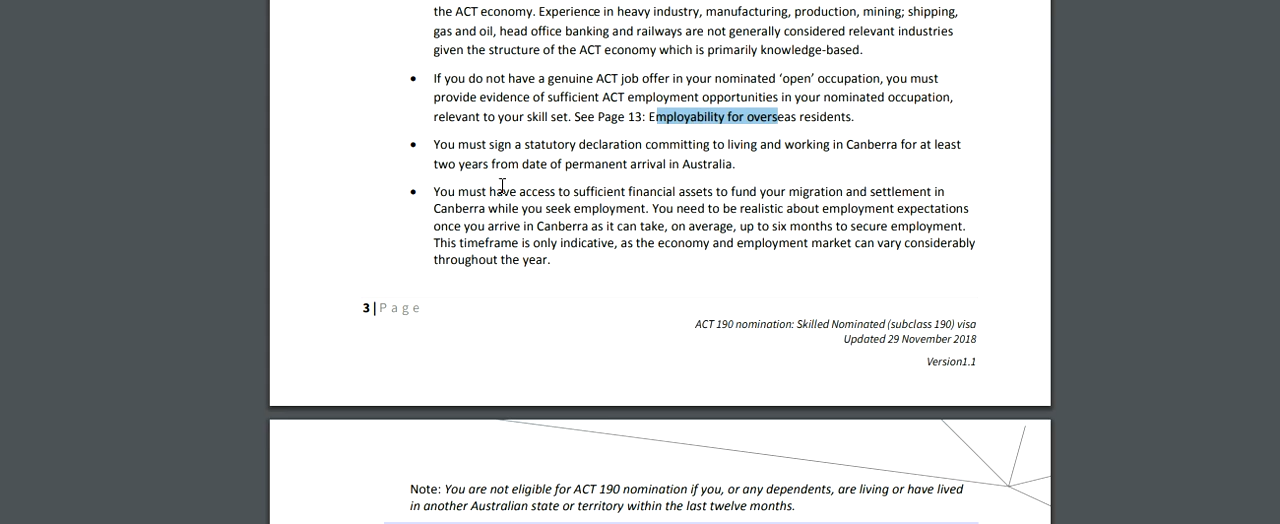 the ACT economy. Experience in heavy industry, manufacturing, production, mining; shipping,
gas and oil, head office banking and railways are not generally considered relevant industries
given the structure of the ACT economy which is primarily knowledge-based.
• If you do not have a genuine ACT job offer in your nominated ‘open’ occupation, you must
provide evidence of sufficient ACT employment opportunities in your nominated occupation,
relevant to your skill set. See Page 13: Employability for overseas residents.
• You must sign a statutory declaration committing to living and working in Canberra for at least
two years from date of permanent arrival in Australia.
• You must have access to sufficient financial assets to fund your migration and settlement in
Canberra while you seek employment. You need to be realistic about employment expectations
once you arrive in Canberra as it can take, on average, up to six months to secure employment.
This timeframe is only indicative, as the economy and employment market can vary considerably
throughout the year.
3 | Page
ACT 190 nomination: Skilled Nominated (subclass 190) visa
Updated 29 November 2018
Version1.1
Note: You are not eligible for ACT 190 nomination if you, or any dependents, are living or have lived
in another Australian state or territory within the last twelve months.